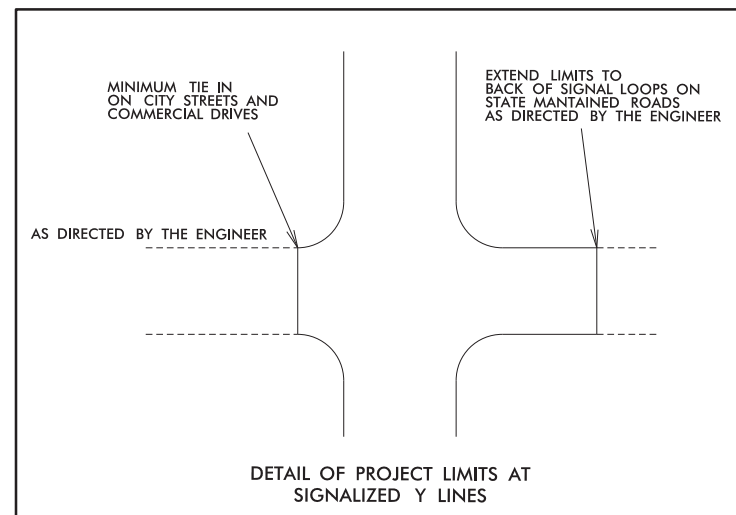 MINIMUM TIE IN
ON CITY STREETS AND
COMMERCIAL DRIVES
EXTEND LIMITS TO
BACK OF SIGNAL LOOPS ON
STATE MANTAINED ROADS
AS DIRECTED BY THE ENGINEER
AS DIRECTED BY THE ENGINEER
DETAIL OF PROJECT LIMITS AT
SIGNALIZED Y LINES